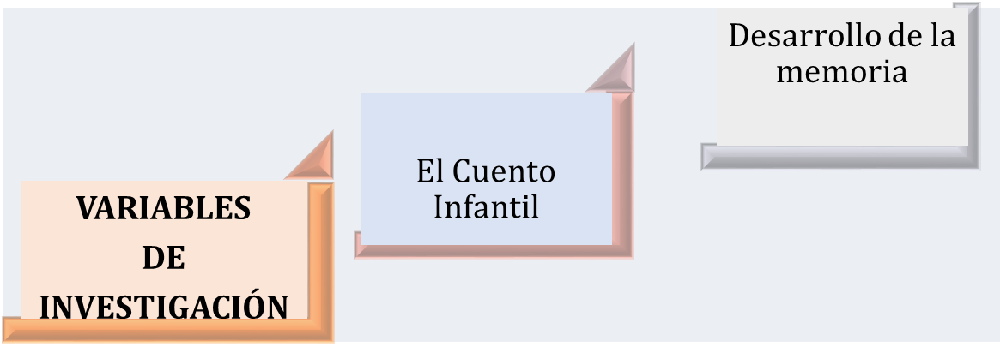 VARIABLES
DE
INVESTIGACIÓN
El Cuento
Infantil
Desarrollo de la
memoria